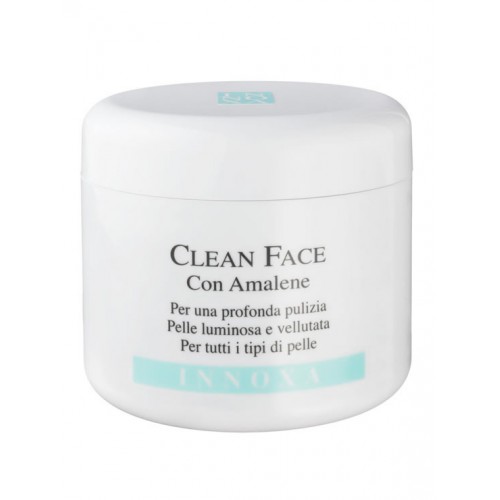 CLEAN FACE
Con Amalene
Per una profonda pulizia
Pelle luminosa e vellutata
Per tutti i tipi di pelle
INNOXA